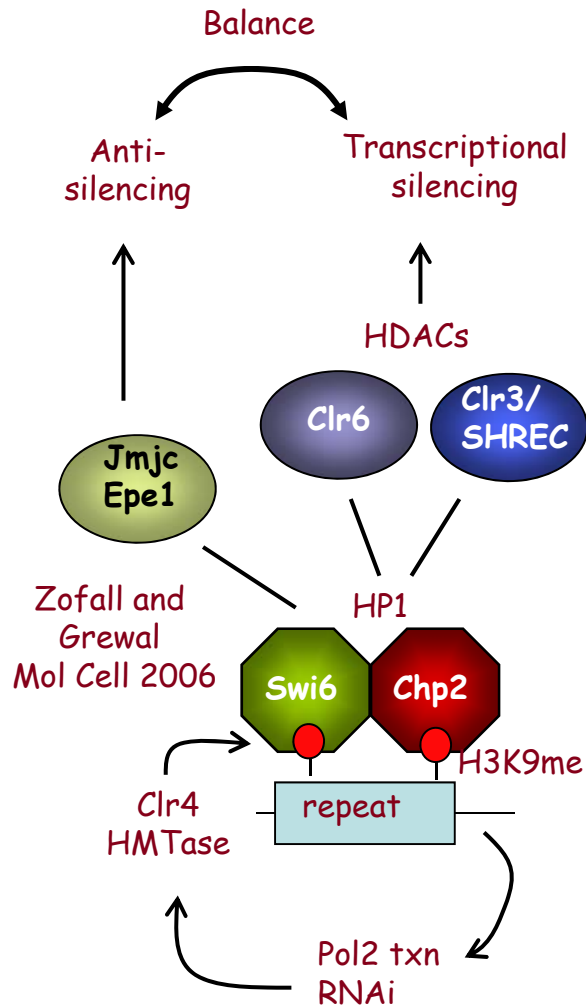 Balance
Anti-
silencing
Transcriptional
silencing
HDACs
Clr6
Clr3/
SHREC
Jmjc
Epe1
Zofall and
Grewal
Mol Cell 2006
HP1
Swi6
Chp2
H3K9me
repeat
Clr4
HMTase
Pol2 txn
RNAi